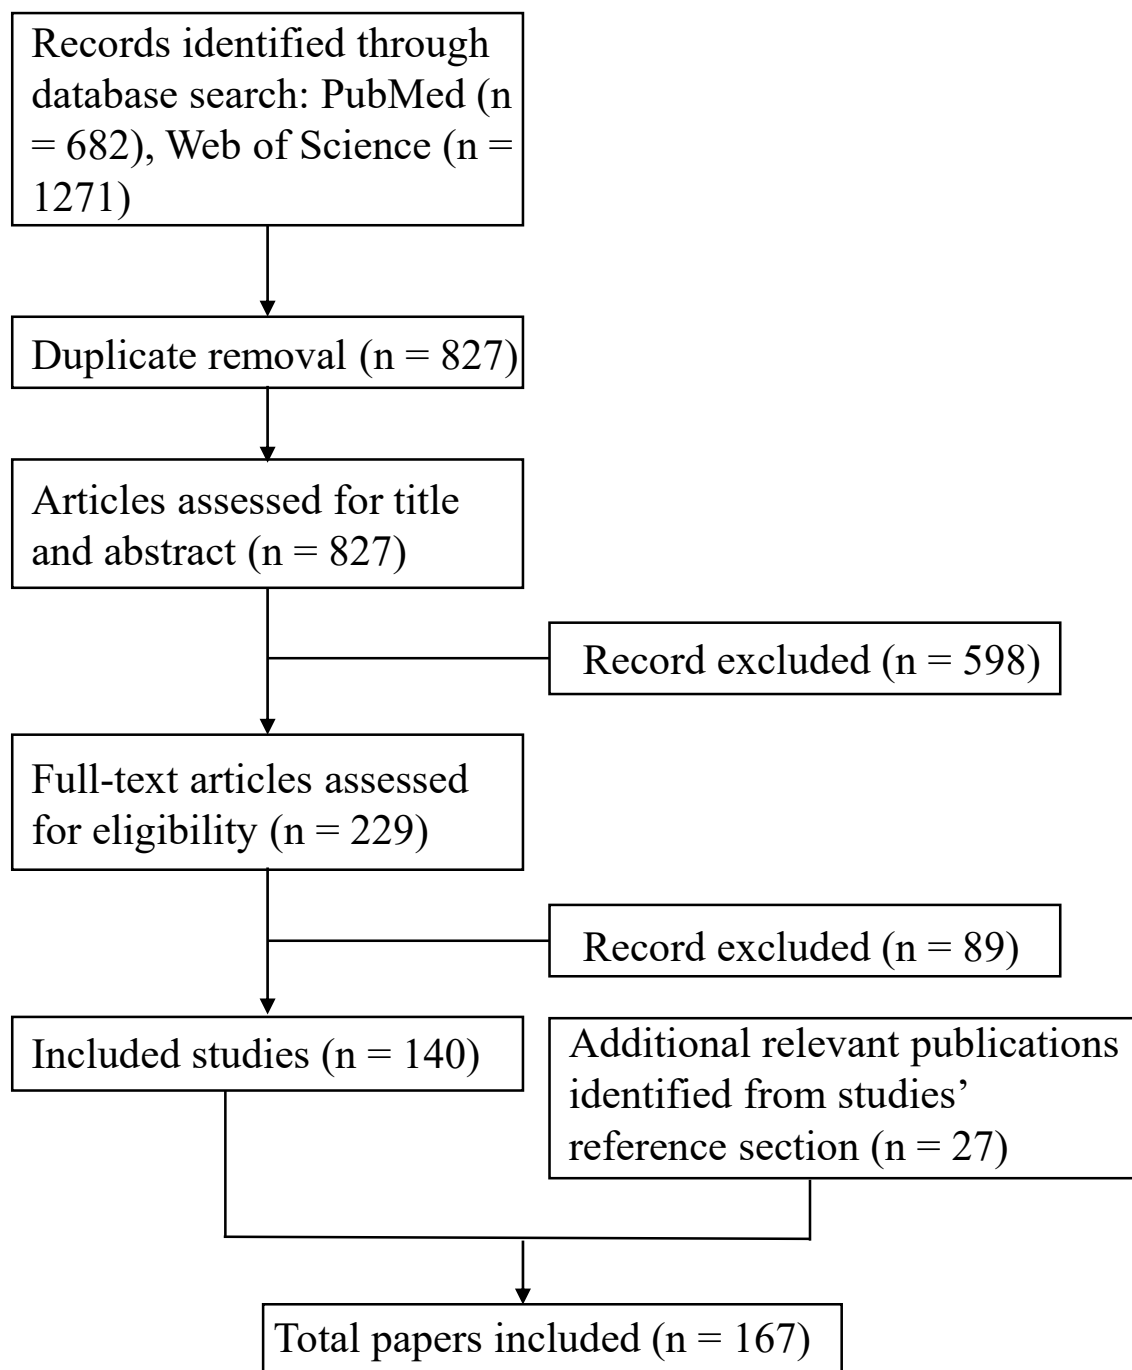 Records identified through
database search: PubMed (n
= 682), Web of Science (n =
1271)
Duplicate removal (n = 827)
Articles assessed for title
and abstract (n = 827)
Record excluded (n = 598)
Full-text articles assessed
for eligibility (n = 229)
Record excluded (n = 89)
Included studies (n = 140)
Additional relevant publications
identified from studies’
reference section (n = 27)
Total papers included (n = 167)